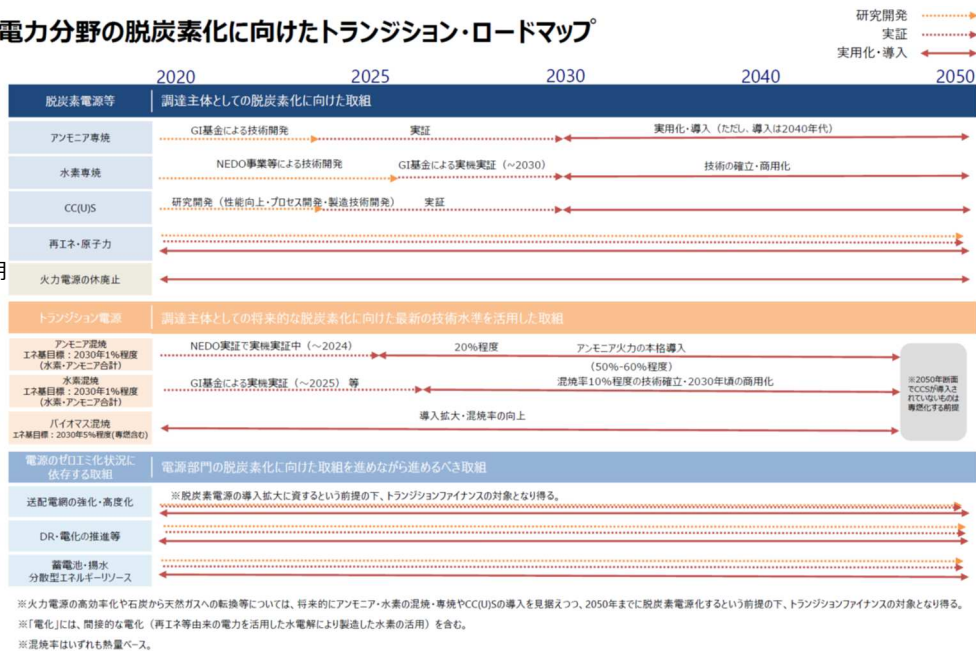 電力分野の脱炭素化に向けたトランジション・ロードマップ
研究開発
実証
実用化・導入
2020 2025 2030 2040 2050
脱炭素電源等 調達主体としての脱炭素化に向けた取組
アンモニア専焼 GI基金による技術開発 実証 実用化・導入（ただし、導入は2040年代）
水素専焼 NEDO事業等による技術開発 GI基金による実機実証（~2030） 技術の確立・商用化
CC(U)S 研究開発（性能向上・プロセス開発・製造技術開発） 実証
再エネ・原子力
火力電源の休廃止
トランジション電源 調達主体としての将来的な脱炭素化に向けた最新の技術水準を活用した取組
アンモニア混焼
エネ基目標：2030年1%程度
(水素・アンモニア合計)
NEDO実証で実機実証中（~2024） 20%程度 アンモニア火力の本格導入
（50%-60%程度）
水素混焼
エネ基目標：2030年1%程度
(水素・アンモニア合計)
GI基金による実機実証（~2025）等 混焼率10%程度の技術確立・2030年頃の商用化
バイオマス混焼
エネ基目標：2030年5%程度(専燃含む)
導入拡大・混焼率の向上
※2050年断面
でCCSが導入さ
れていないものは
専燃化する前提
電源のゼロエミ化状況に
依存する取組
電源部門の脱炭素化に向けた取組を進めながら進めるべき取組
送配電網の強化・高度化 ※脱炭素電源の導入拡大に資するという前提の下、トランジションファイナンスの対象となり得る。
DR・電化の推進等
蓄電池・揚水
分散型エネルギーリソース
※火力電源の高効率化や石炭から天然ガスへの転換等については、将来的にアンモニア・水素の混焼・専焼やCC(U)Sの導入を見据えつつ、2050年までに脱炭素電源化するという前提の下、トランジションファイナンスの対象となり得る。
※「電化」には、間接的な電化（再エネ等由来の電力を活用した水電解により製造した水素の活用）を含む。
※混焼率はいずれも熱量ベース。